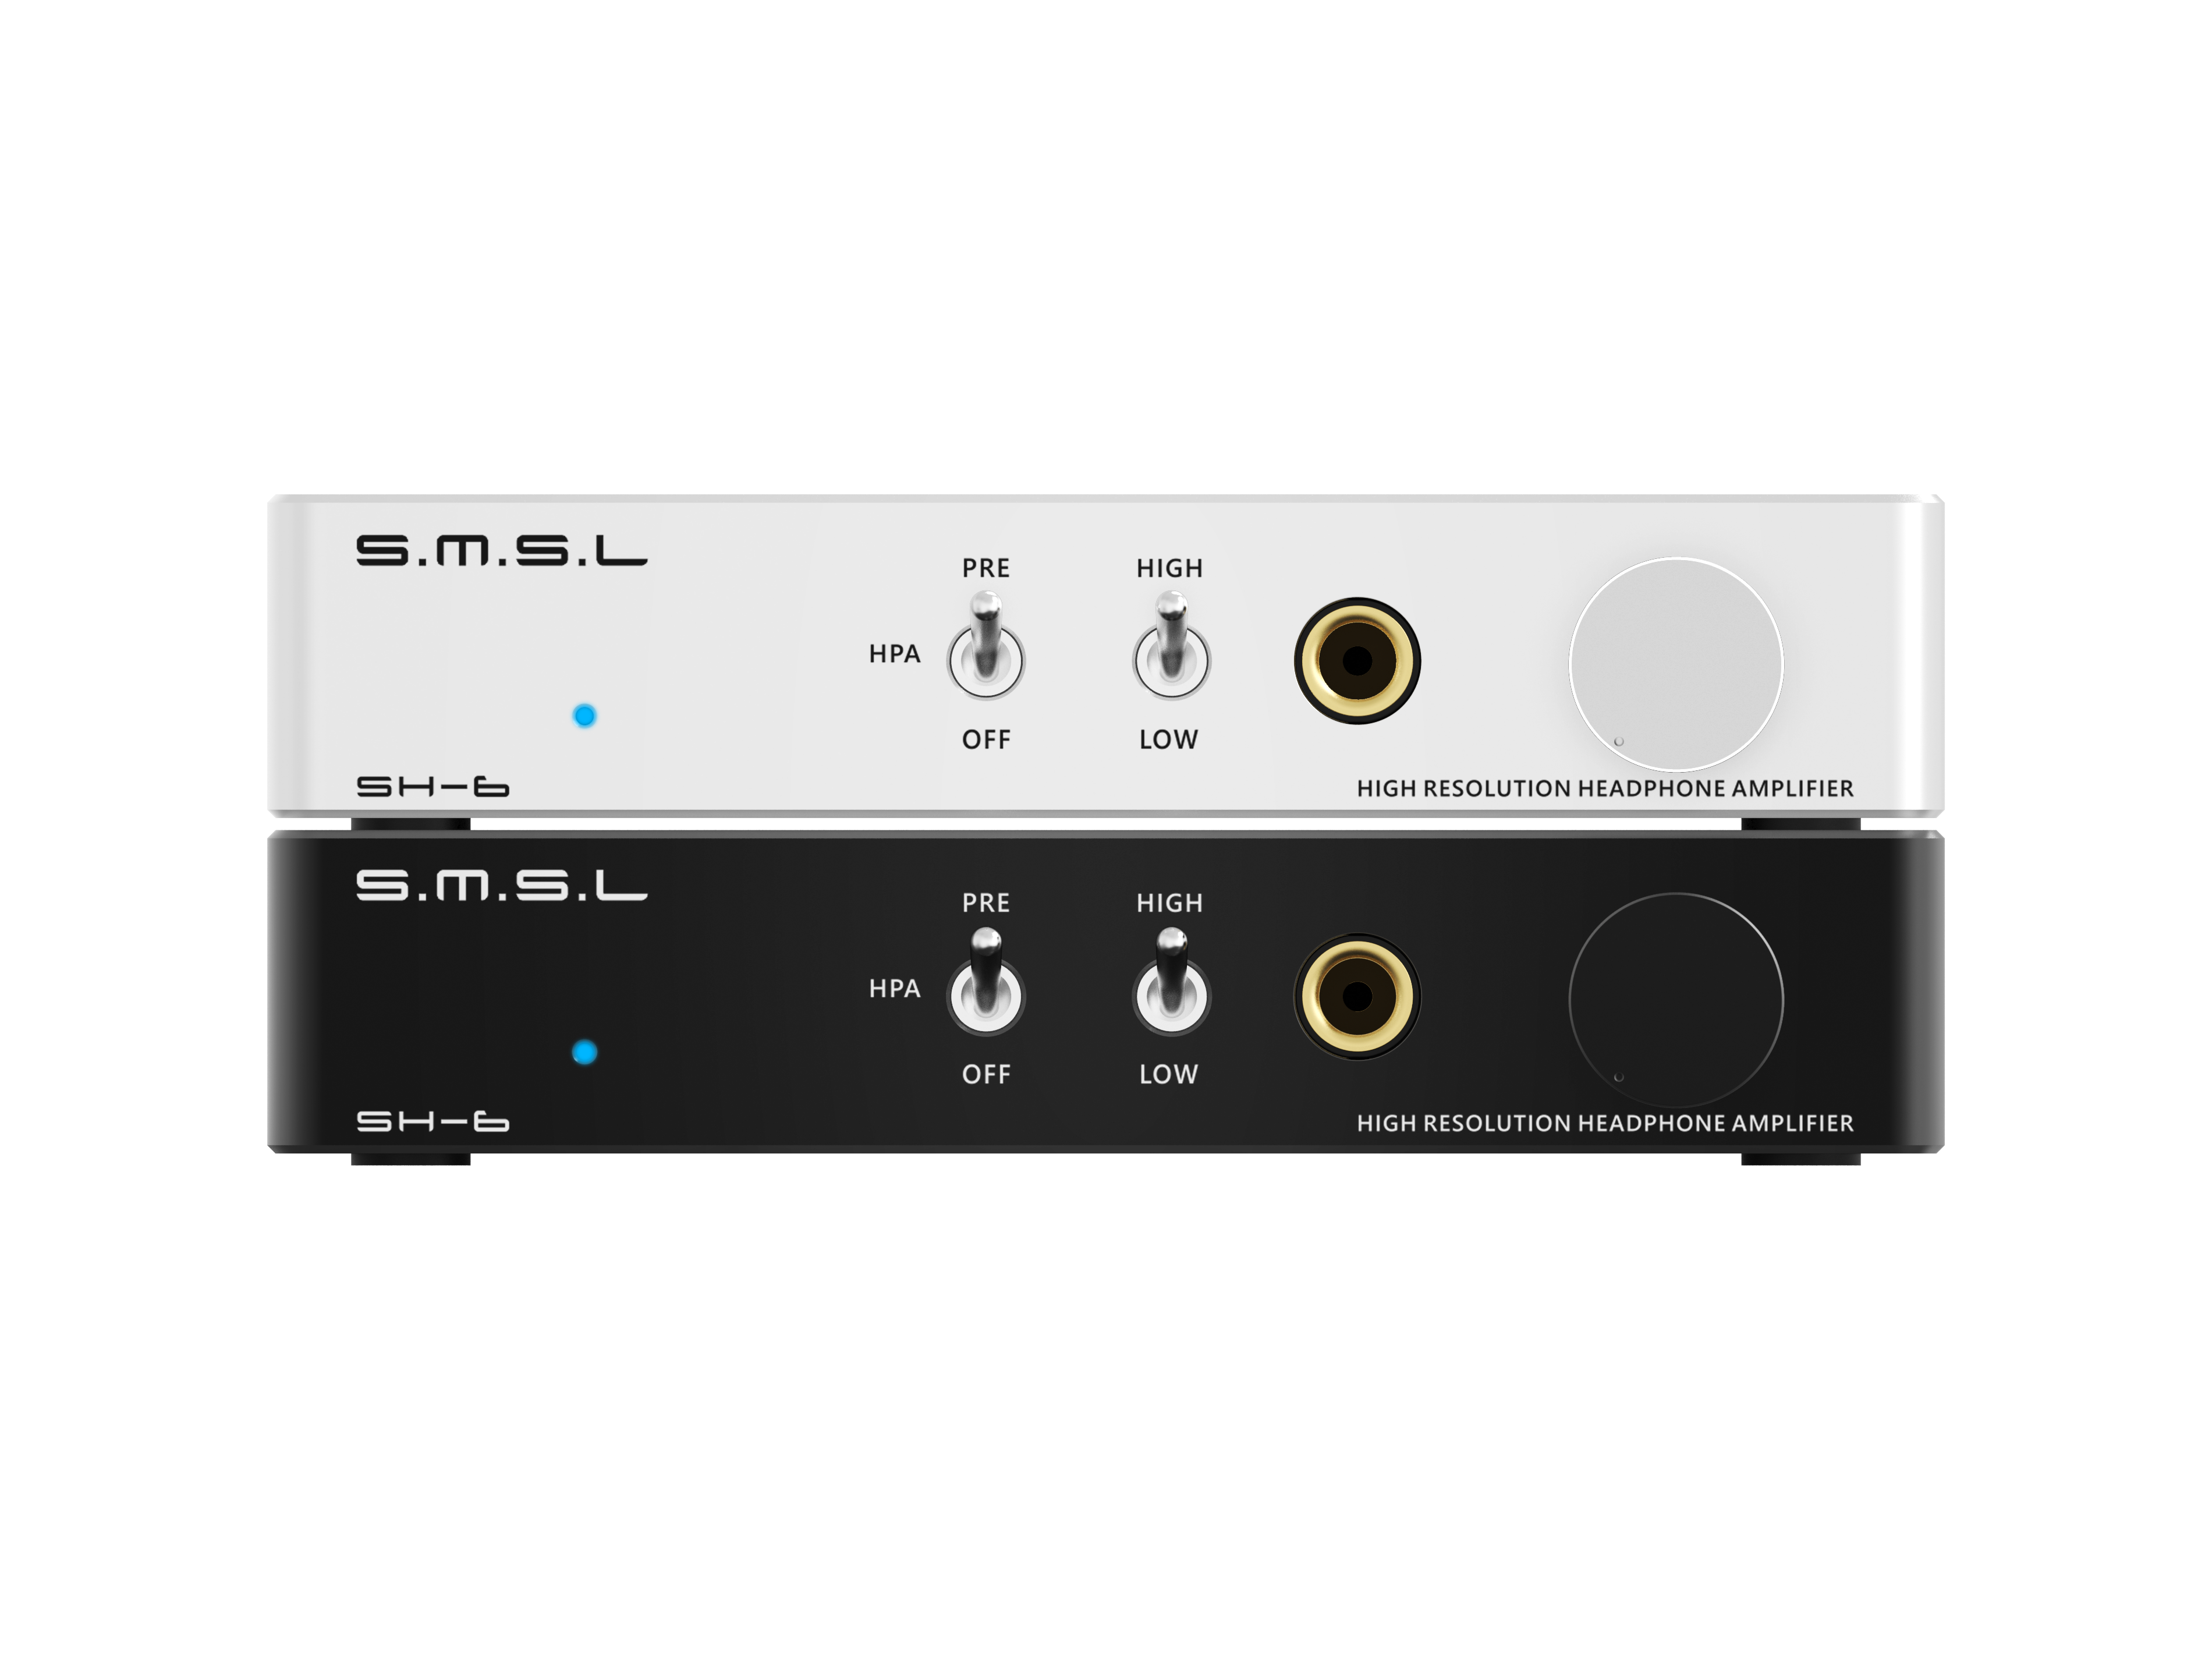 S.M.S.L
PRE
HIGH
HPA
OFF
LOW
SH-6
HIGH RESOLUTION HEADPHONE AMPLIFIER
S.M.S.L
PRE
HIGH
HPA
OFF
LOW
SH-6
HIGH RESOLUTION HEADPHONE AMPLIFIER